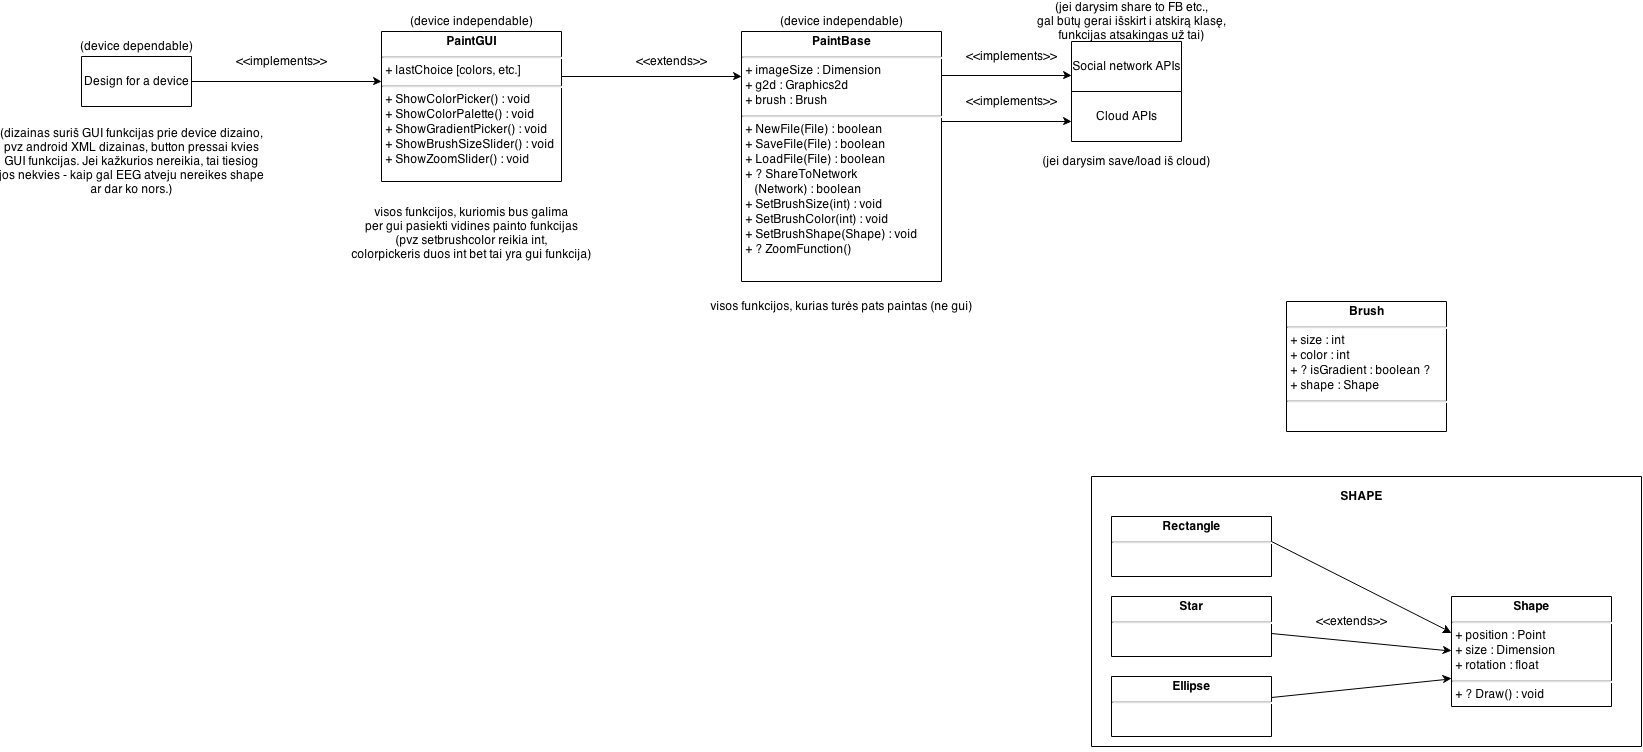 (device dependable)
Design for a device
(dizainas suriš GUI funkcijas prie device dizaino,
pvz android XML dizainas, button pressai kvies
GUI funkcijas. Jei kažkurios nereikia, tai tiesiog
jos nekvies - kaip gal EEG atveju nereikes shape
ar dar ko nors.)
<<implements>>
(device independable)
PaintGUI
+ lastChoice [colors, etc.]
+ ShowColorPicker() : void
+ ShowColorPalette() : void
+ ShowGradientPicker() : void
+ ShowBrushSizeSlider() : void
+ ShowZoomSlider() : void
visos funkcijos, kuriomis bus galima
per gui pasiekti vidines painto funkcijas
(pvz setbrushcolor reikia int,
colorpickeris duos int bet tai yra gui funkcija)
<<extends>>
(device independable)
PaintBase
+ imageSize : Dimension
+ g2d : Graphics2d
+ brush : Brush
+ NewFile(File) : boolean
+ SaveFile(File) : boolean
+ LoadFile(File) : boolean
+ ? ShareToNetwork
(Network) : boolean
+ SetBrushSize(int) : void
+ SetBrushColor(int) : void
+ SetBrushShape(Shape) : void
+ ? ZoomFunction()
visos funkcijos, kurias turės pats paintas (ne gui)
<<implements>>
<<implements>>
(jei darysim share to FB etc.,
gal būtų gerai išskirt i atskirą klasę,
funkcijas atsakingas už tai)
Social network APIs
Cloud APIs
(jei darysim save/load iš cloud)
Brush
+ size : int
+ color : int
+ ? isGradient : boolean ?
+ shape : Shape
SHAPE
Rectangle
Star
Ellipse
<<extends>>
Shape
+ position : Point
+ size : Dimension
+ rotation : float
+ ? Draw() : void